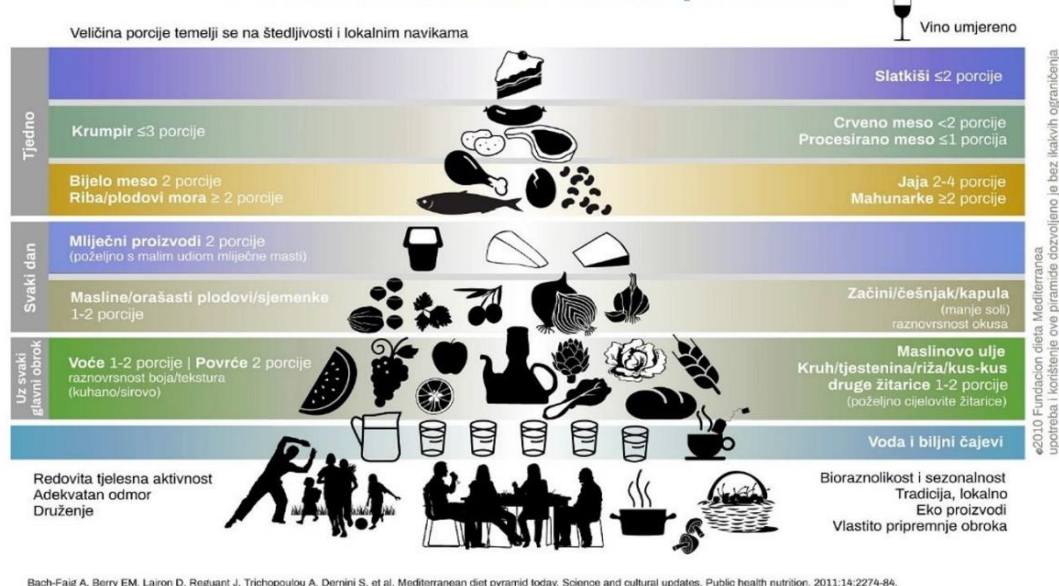 Veličina porcije temelji se na štedljivosti i lokalnim navikama
Vino umjereno
Tjedno
Slatkiši ≤2 porcije
Krumpir ≤3 porcije
Crveno meso <2 porcije
Procesirano meso ≤1 porcija
Bijelo meso 2 porcije
Riba/plodovi mora ≥ 2 porcije
Jaja 2-4 porcije
Mahunarke ≥2 porcije
Svaki dan
Mliječni proizvodi 2 porcije
(poželjno s malim udiom mliječne masti)
Masline/orašasti plodovi/sjemenke
1-2 porcije
Začini/češnjak/kapula
(manje soli)
raznovrsnost okusa
Uz svaki
glavni obrok
Voće 1-2 porcije | Povrće 2 porcije
raznovrsnost boja/tekstura
(kuhano/sirovo)
Maslinovo ulje
Kruh/tjestenina/riža/kus-kus
druge žitarice 1-2 porcije
(poželjno cijelovite žitarice)
Voda i biljni čajevi
Redovita tjelesna aktivnost
Adekvatan odmor
Druženje
Bioraznolikost i sezonalnost
Tradicija, lokalno
Eko proizvodi
Vlastito pripremnje obroka
©2010 Fundacion dieta Mediterranea
upotreba i korištenje ove piramide dozvoljeno je bez ikakvih ograničenja
Bach-Faig A, Berry EM, Lairon D, Reguant J, Trichopoulou A, Dernini S, et al. Mediterranean diet pyramid today. Science and cultural updates. Public health nutrition. 2011;14:2274-84.